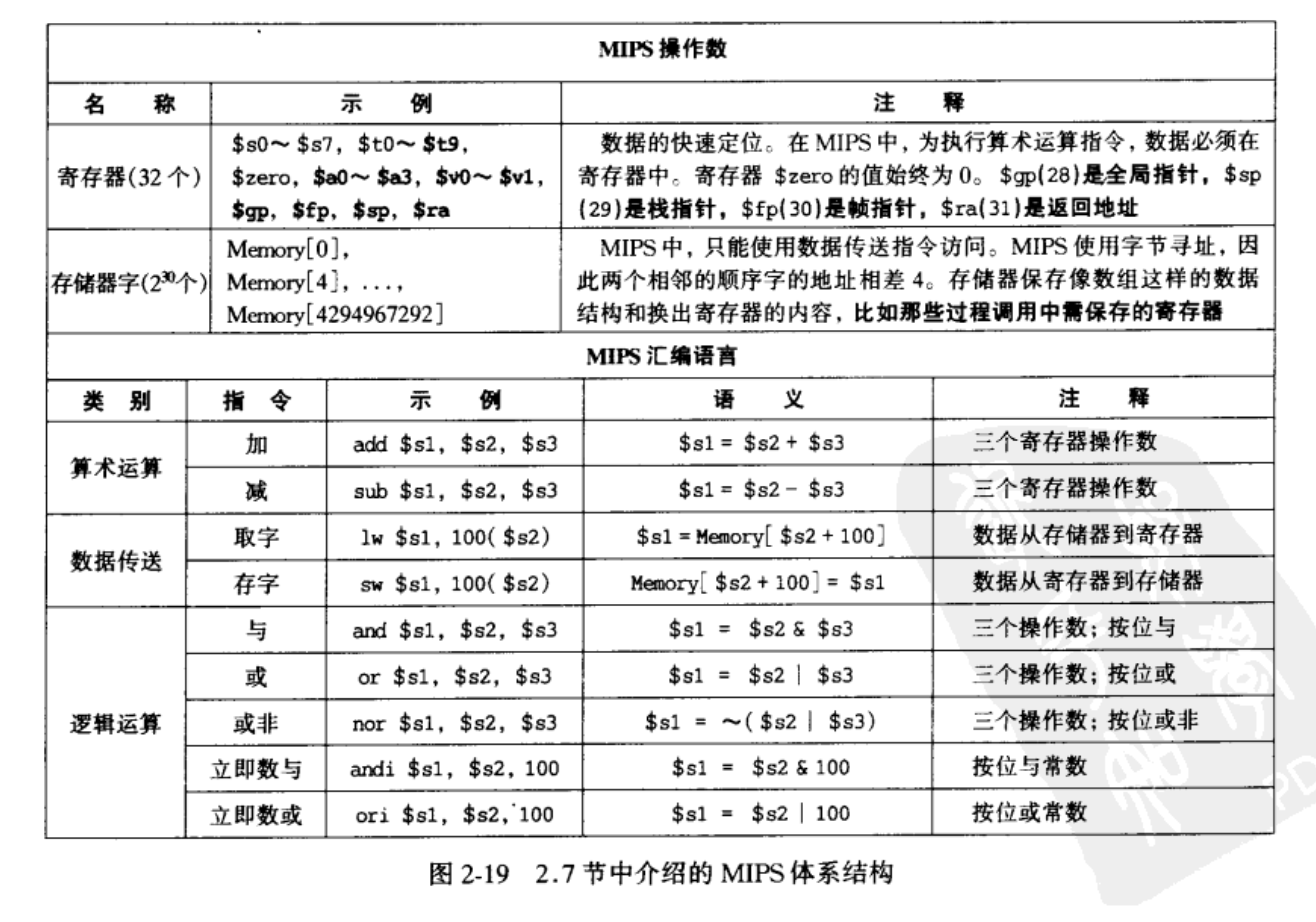 MIPS 操作数
名 称 示 例 注 释
寄存器(32 个)
$s0～$s7, $t0～$t9,
$zero, $a0～$a3, $v0～$v1,
$gp, $fp, $sp, $ra
数据的快速定位。在 MIPS 中, 为执行算术运算指令, 数据必须在
寄存器中。寄存器 $zero 的值始终为 0。$gp(28)是全局指针, $sp
(29)是栈指针, $fp(30)是帧指针, $ra(31)是返回地址
存储器字(2³⁰个)
Memory[0],
Memory[4], ...,
Memory[4294967292]
MIPS 中, 只能使用数据传送指令访问。MIPS 使用字节寻址, 因
此两个相邻的顺序字的地址相差 4。存储器保存像数组这样的数据
结构和换出寄存器的内容, 比如那些过程调用中需保存的寄存器
MIPS 汇编语言
类 别 指 令 示 例 语 义 注 释
算术运算
加 add $s1, $s2, $s3 $s1 = $s2 + $s3 三个寄存器操作数
减 sub $s1, $s2, $s3 $s1 = $s2 - $s3 三个寄存器操作数
数据传送
取字 lw $s1, 100( $s2) $s1 = Memory[ $s2 + 100] 数据从存储器到寄存器
存字 sw $s1, 100( $s2) Memory[ $s2 + 100] = $s1 数据从寄存器到存储器
逻辑运算
与 and $s1, $s2, $s3 $s1 = $s2 & $s3 三个操作数; 按位与
或 or $s1, $s2, $s3 $s1 = $s2 | $s3 三个操作数; 按位或
或非 nor $s1, $s2, $s3 $s1 = ～( $s2 | $s3) 三个操作数; 按位或非
立即数与 andi $s1, $s2, 100 $s1 = $s2 & 100 按位与常数
立即数或 ori $s1, $s2, 100 $s1 = $s2 | 100 按位或常数
PD
图 2-19 2.7 节中介绍的 MIPS 体系结构